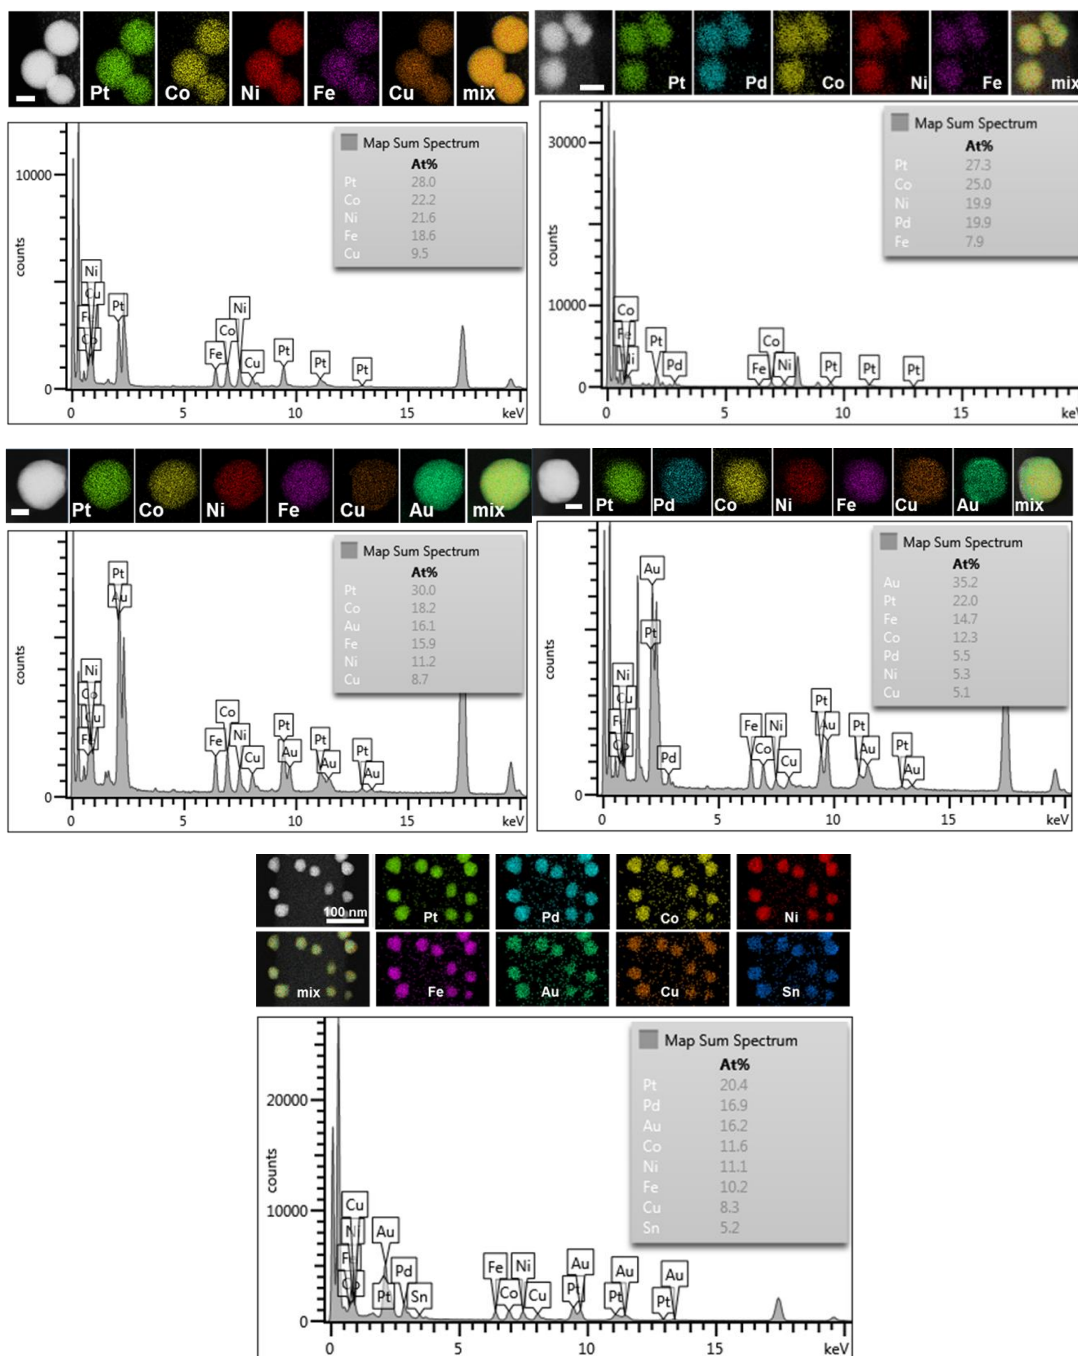 Pt Co Ni Fe Cu mix
Map Sum Spectrum
At%
Pt 28.0
Co 22.2
Ni 21.6
Fe 18.6
Cu 9.5
10000
counts
Ni
Cu
Co
Pt
Fe Co Ni Cu Pt Pt Pt
0
0 5 10 15 keV
Pt Pd Co Ni Fe mix
Map Sum Spectrum
At%
Pt 27.3
Co 25.0
Ni 19.9
Pd 19.9
Fe 7.9
30000
counts
10000
Co
Fe
Ni
Pt Pd
Fe Co Ni Pt Pt Pt
0
0 5 10 15
Pt Co Ni Fe Cu Au mix
Map Sum Spectrum
At%
Pt 30.0
Co 18.2
Au 16.1
Fe 15.9
Ni 11.2
Cu 8.7
counts
Pt
Au
Ni
Co
Cu
Fe
Fe Co Ni Cu Pt Au Pt Au Pt Au
0
0 5 10 15 keV
Pt Pd Co Ni Fe Cu Au mix
Map Sum Spectrum
At%
Au 35.2
Pt 22.0
Fe 14.7
Co 12.3
Pd 5.5
Ni 5.3
Cu 5.1
counts
Au
Pt
Ni
Cu
Fe
Co
Pd
Fe Co Ni Cu Pt Au Pt Au Pt Au
0
0 5 10 15 keV
100 nm Pt Pd Co Ni
mix Fe Au Cu Sn
Map Sum Spectrum
At%
Pt 20.4
Pd 16.9
Au 16.2
Co 11.6
Ni 11.1
Fe 10.2
Cu 8.3
Sn 5.2
20000
counts
10000
Cu
Ni
Fe
Co
Au
Pt
Pd
Sn
Fe Co Ni Cu Pt Au Pt Au Pt Au
0
0 5 10 15 keV